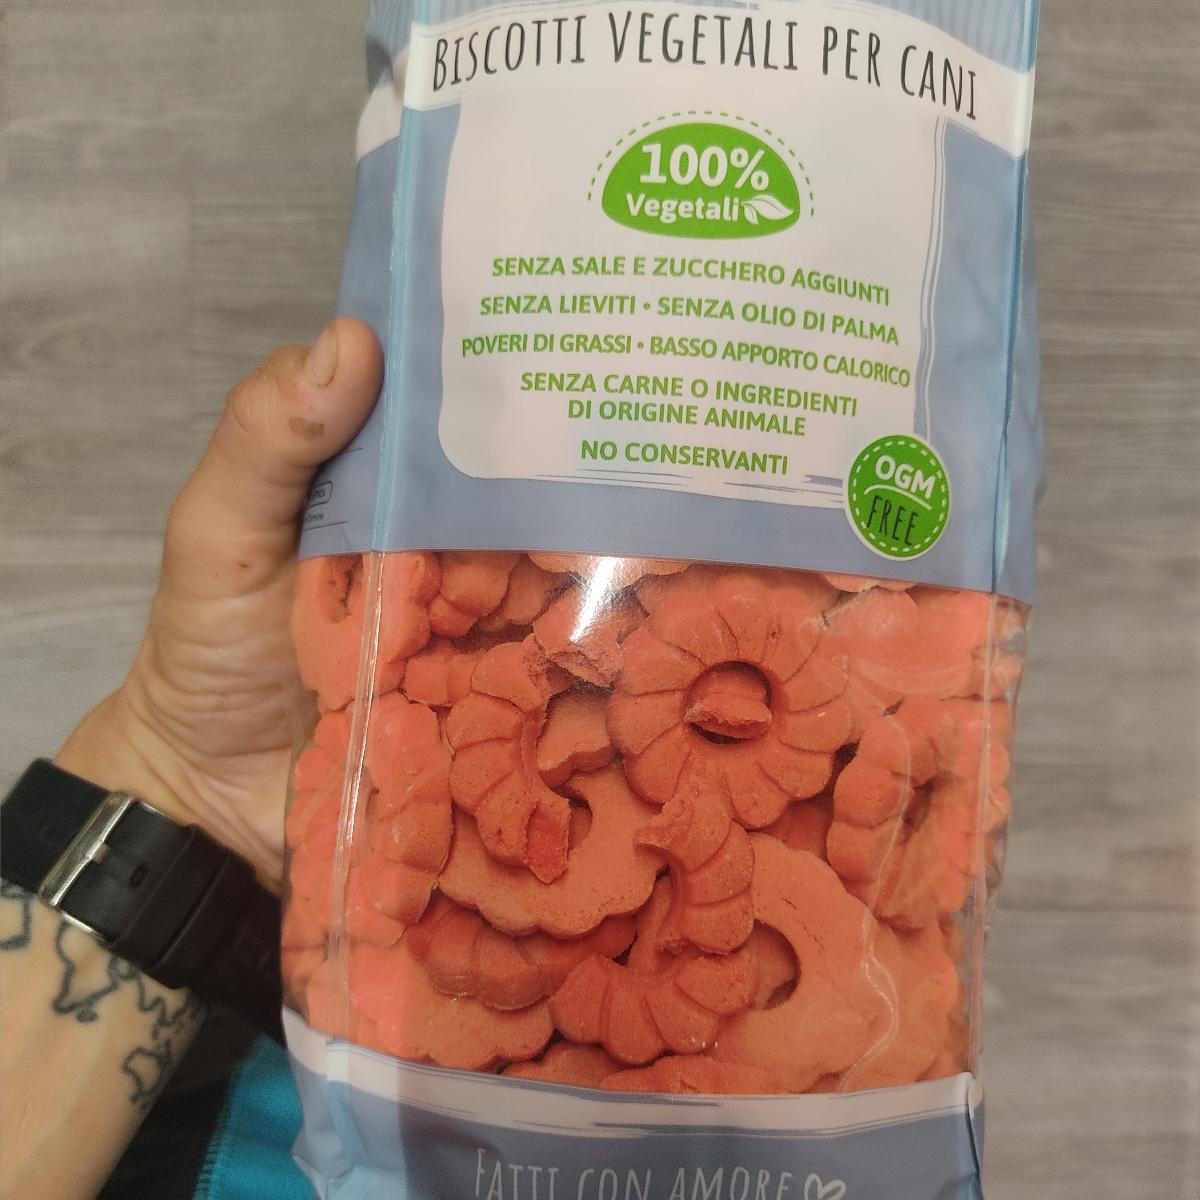 BISCOTTI VEGETALI PER CANI
100%
Vegetali
SENZA SALE E ZUCCHERO AGGIUNTI
SENZA LIEVITI • SENZA OLIO DI PALMA
POVERI DI GRASSI • BASSO APPORTO CALORICO
SENZA CARNE O INGREDIENTI
DI ORIGINE ANIMALE
NO CONSERVANTI
OGM
FREE
FATTI CON AMORE